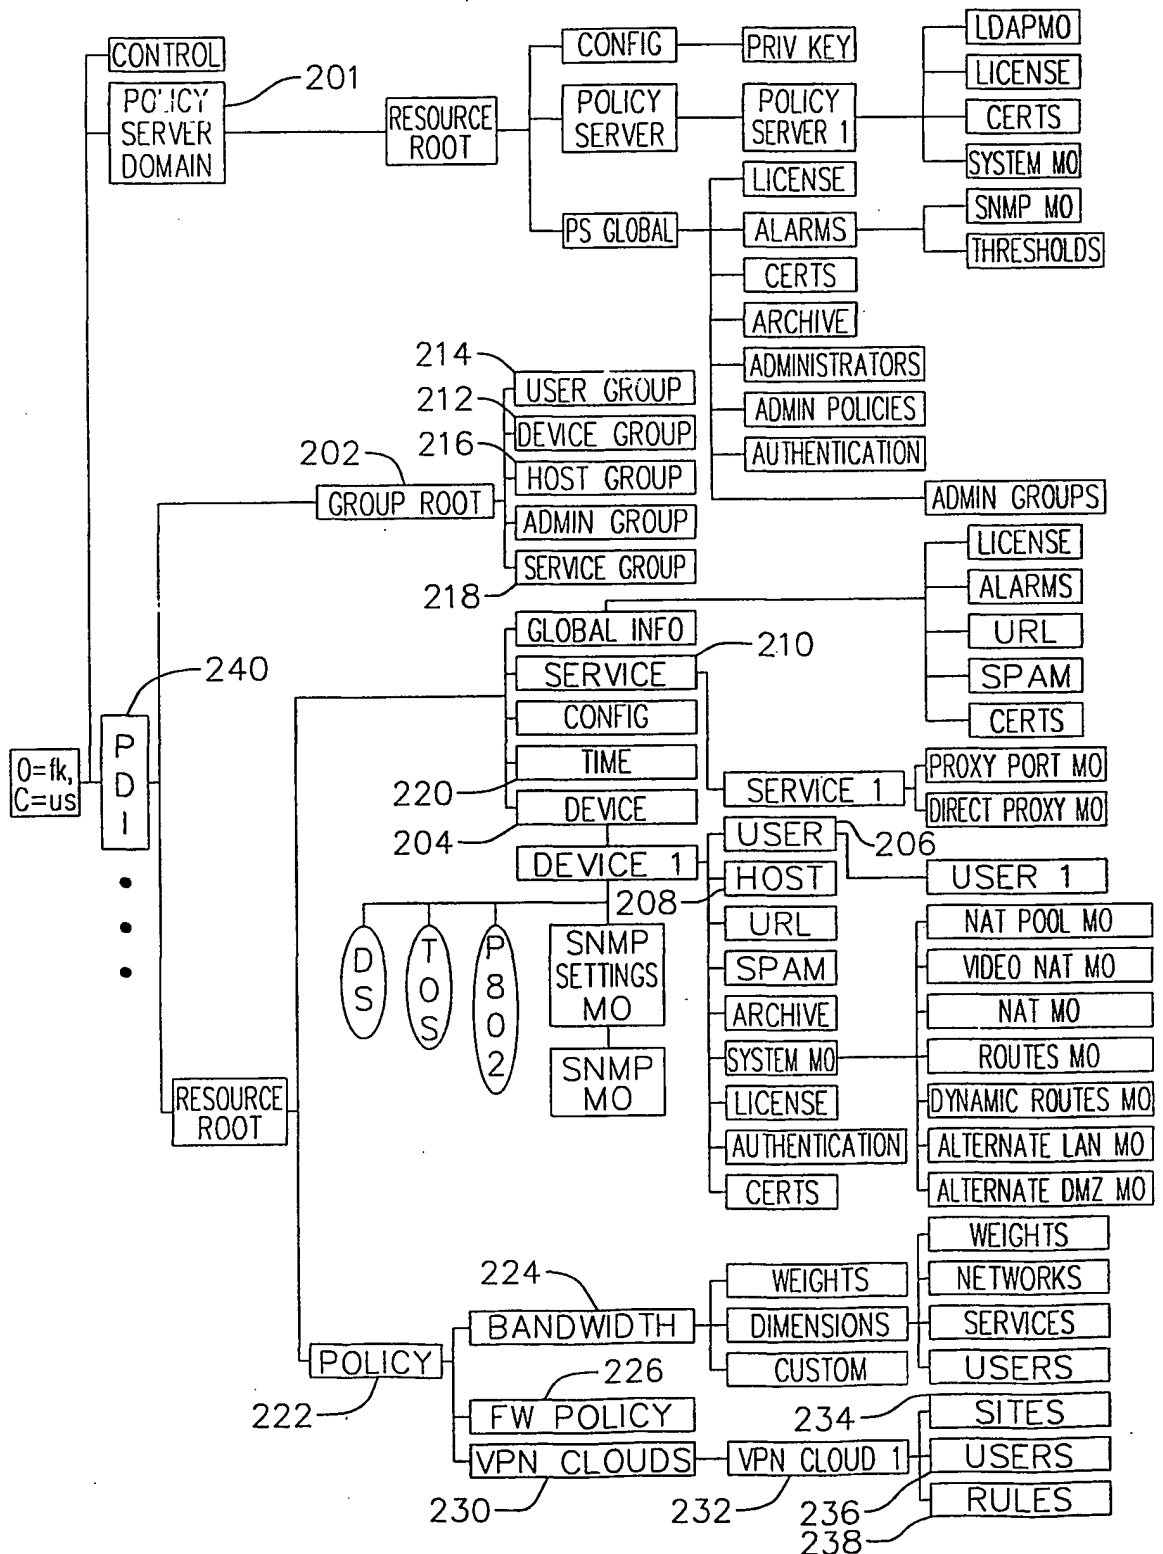 CONTROL
POLICY
SERVER
DOMAIN
201
RESOURCE
ROOT
CONFIG
PRIV KEY
POLICY
SERVER
POLICY
SERVER 1
LDAPMO
LICENSE
CERTS
SYSTEM MO
PS GLOBAL
LICENSE
ALARMS
SNMP MO
THRESHOLDS
CERTS
ARCHIVE
ADMINISTRATORS
ADMIN POLICIES
AUTHENTICATION
ADMIN GROUPS
214
USER GROUP
212
DEVICE GROUP
216
HOST GROUP
202
GROUP ROOT
ADMIN GROUP
SERVICE GROUP
218
GLOBAL INFO
LICENSE
ALARMS
URL
SPAM
CERTS
SERVICE
210
CONFIG
TIME
220
DEVICE
204
SERVICE 1
PROXY PORT MO
DIRECT PROXY MO
240
O=fk,
C=us
P
D
I
DEVICE 1
USER
206
USER 1
HOST
208
URL
SPAM
ARCHIVE
SYSTEM MO
LICENSE
AUTHENTICATION
CERTS
NAT POOL MO
VIDEO NAT MO
NAT MO
ROUTES MO
DYNAMIC ROUTES MO
ALTERNATE LAN MO
ALTERNATE DMZ MO
DS
TOS
P802
SNMP
SETTINGS
MO
SNMP
MO
RESOURCE
ROOT
POLICY
222
224
BANDWIDTH
WEIGHTS
DIMENSIONS
CUSTOM
WEIGHTS
NETWORKS
SERVICES
USERS
226
FW POLICY
VPN CLOUDS
230
VPN CLOUD 1
232
234
SITES
USERS
236
RULES
238